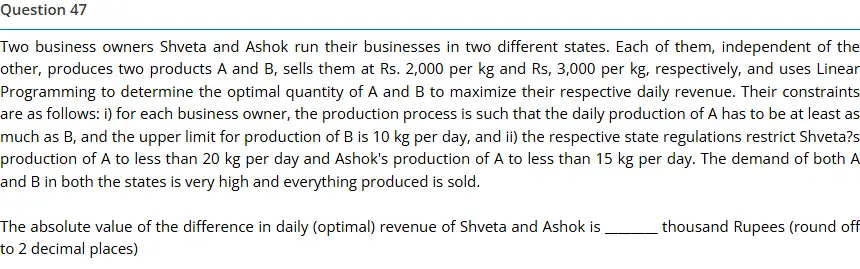 Question 47
Two business owners Shveta and Ashok run their businesses in two different states. Each of them, independent of the
other, produces two products A and B, sells them at Rs. 2,000 per kg and Rs, 3,000 per kg, respectively, and uses Linear
Programming to determine the optimal quantity of A and B to maximize their respective daily revenue. Their constraints
are as follows: i) for each business owner, the production process is such that the daily production of A has to be at least as
much as B, and the upper limit for production of B is 10 kg per day, and ii) the respective state regulations restrict Shveta?s
production of A to less than 20 kg per day and Ashok's production of A to less than 15 kg per day. The demand of both A
and B in both the states is very high and everything produced is sold.
The absolute value of the difference in daily (optimal) revenue of Shveta and Ashok is ________ thousand Rupees (round off
to 2 decimal places)